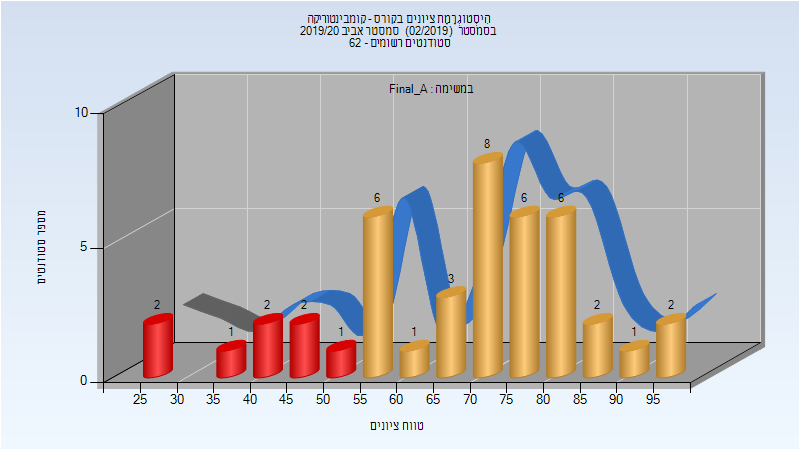 היסטוגרמת ציונים בקורס - קומבינטוריקה
בסמסטר (02/2019) סמסטר אביב 2019/20
סטודנטים רשומים - 62
במשימה : Final_A
מספר סטודנטים
10
5
0
2
1
2
2
1
6
1
3
8
6
6
2
1
2
25 30 35 40 45 50 55 60 65 70 75 80 85 90 95
טווח ציונים